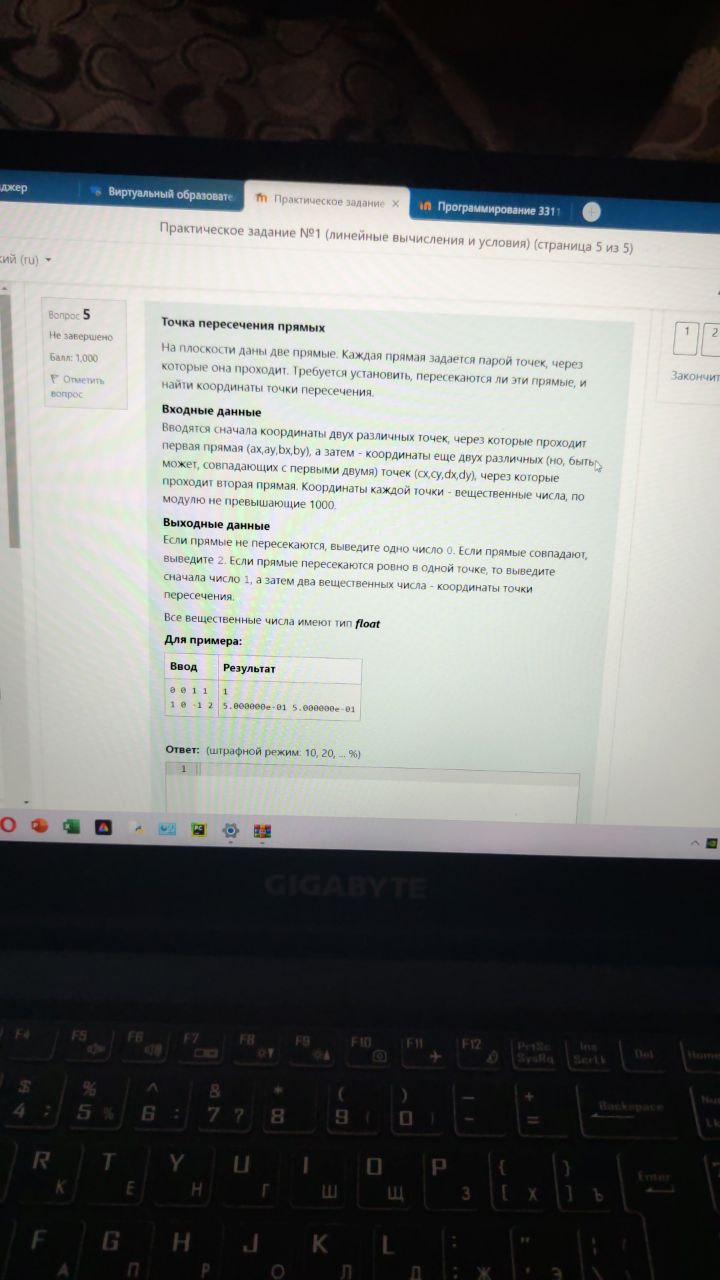 джер
Виртуальный образовате
Практическое задание
Программирование 3311
Практическое задание №1 (линейные вычисления и условия) (страница 5 из 5)
кий (ru)
Вопрос 5
Не завершено
Балл: 1,000
Отметить
вопрос
Точка пересечения прямых
На плоскости даны две прямые. Каждая прямая задается парой точек, через
которые она проходит. Требуется установить, пересекаются ли эти прямые, и
найти координаты точки пересечения.
Входные данные
Вводятся сначала координаты двух различных точек, через которые проходит
первая прямая (ax,ay,bx,by), а затем - координаты еще двух различных (но, быть
может, совпадающих с первыми двумя) точек (cx,cy,dx,dy), через которые
проходит вторая прямая. Координаты каждой точки - вещественные числа, по
модулю не превышающие 1000.
Выходные данные
Если прямые не пересекаются, выведите одно число 0. Если прямые совпадают,
выведите 2. Если прямые пересекаются ровно в одной точке, то выведите
сначала число 1, а затем два вещественных числа - координаты точки
пересечения.
Все вещественные числа имеют тип float
Для примера:
Ввод Результат
0 0 1 1 1
1 0 -1 2 5.000000e-01 5.000000e-01
Ответ: (штрафной режим: 10, 20, ... %)
1
1 2
Закончит
GIGABYTE
F4 F5 F6 F7 F8 F9 F10 F11 F12 PrtSc Ins Del Home
SysRq ScrLk
$ % ^ & * ( ) _ +
4 ; 5 % 6 : 7 ? 8 9 ( 0 ) - = Backspace
R T Y U I O P { } Enter
К Е Н Г Ш Щ З [ Х ] Ъ
F G H J K L : "
А П Р О Л Д ; Ж ' Э